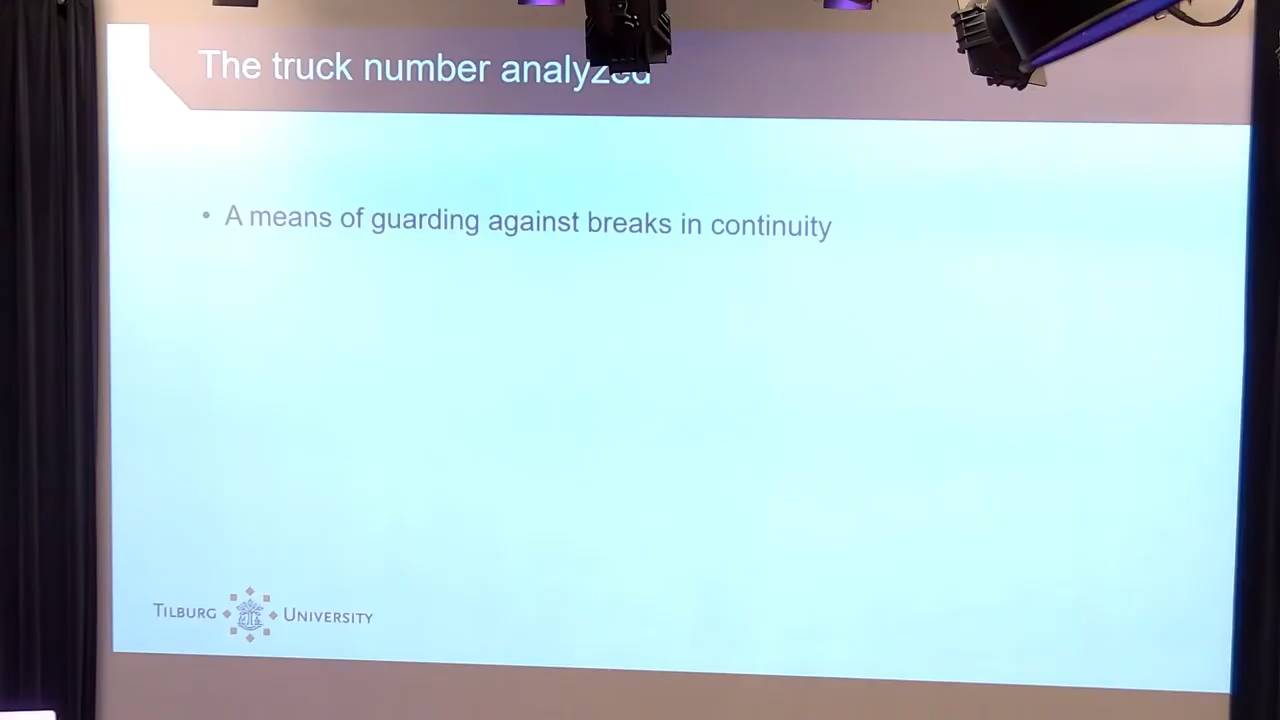 The truck number analyzed
• A means of guarding against breaks in continuity
TILBURG UNIVERSITY